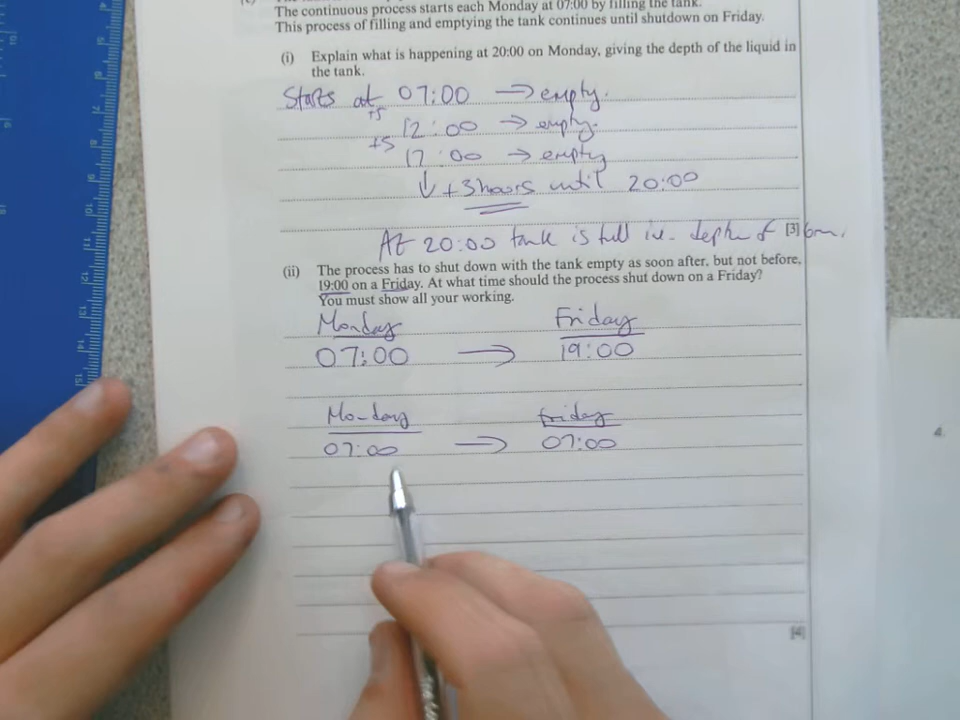 The continuous process starts each Monday at 07:00 by filling the tank.
This process of filling and emptying the tank continues until shutdown on Friday.
(i) Explain what is happening at 20:00 on Monday, giving the depth of the liquid in
the tank.
Starts at 07:00 → empty.
+5
12:00 → empty.
+5
17:00 → empty
↓ +3 hours until 20:00
At 20:00 tank is full i.e. depth of 6m.
[3]
(ii) The process has to shut down with the tank empty as soon after, but not before,
19:00 on a Friday. At what time should the process shut down on a Friday?
You must show all your working.
Monday Friday
07:00 → 19:00
Monday Friday
07:00 → 07:00
[4]
4.